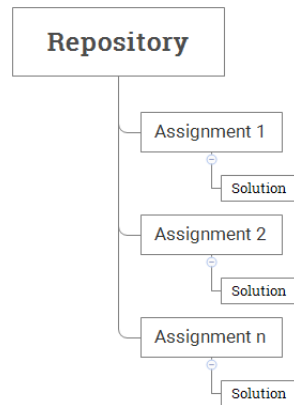 Repository
Assignment 1
Solution
Assignment 2
Solution
Assignment n
Solution